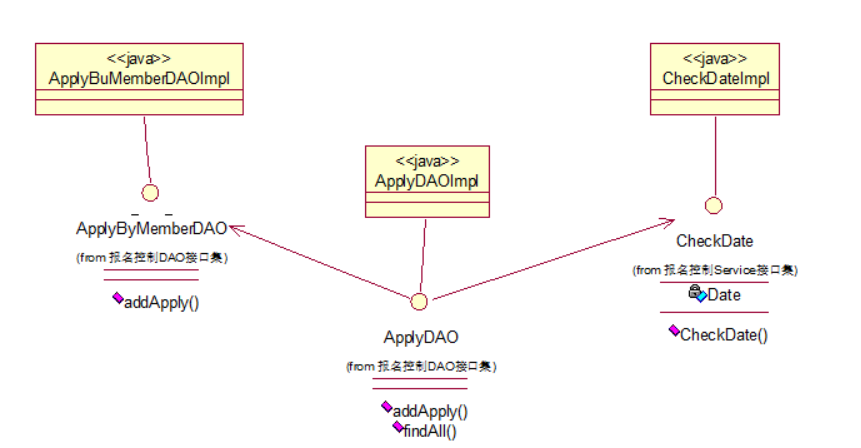 <<java>>
ApplyBuMemberDAOImpl
<<java>>
CheckDateImpl
<<java>>
ApplyDAOImpl
ApplyByMemberDAO
(from 报名控制DAO接口集)
addApply()
CheckDate
(from 报名控制Service接口集)
Date
CheckDate()
ApplyDAO
(from 报名控制DAO接口集)
addApply()
findAll()